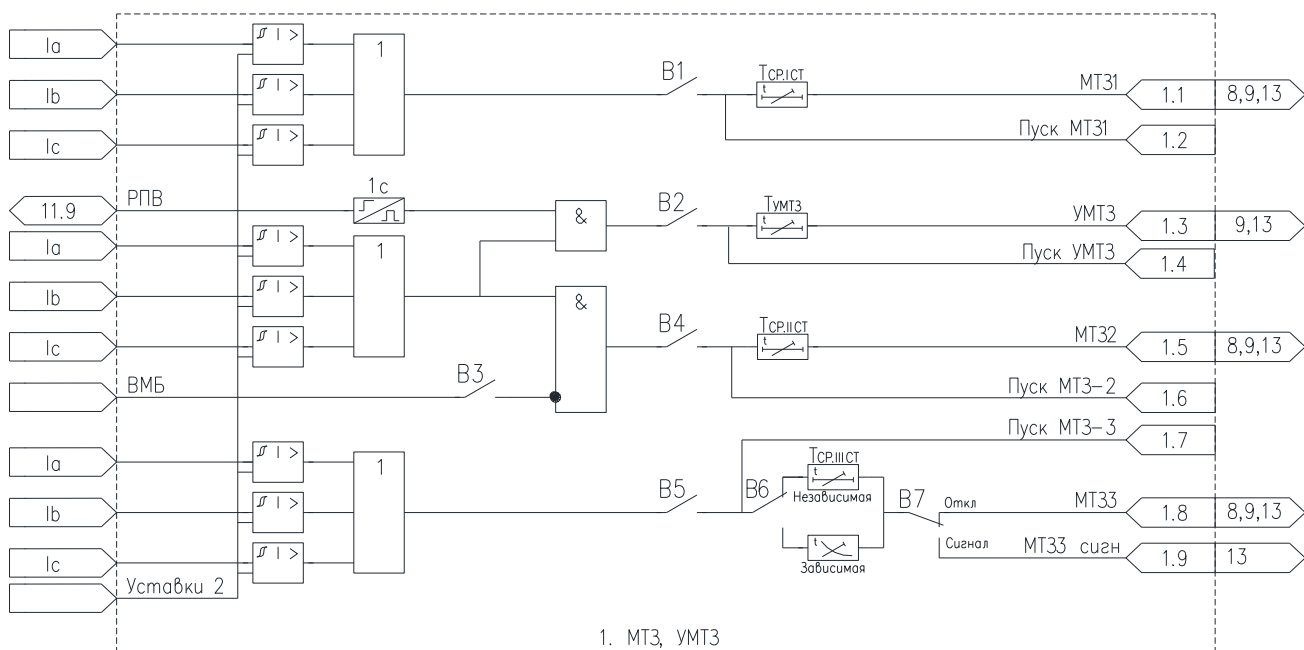 Ia
I >
1
Ib
I >
B1
Tср.Iст
t
МТЗ1
1.1
8,9,13
Ic
I >
Пуск МТЗ1
1.2
11.9
РПВ
1с
&
B2
Tумтз
t
УМТЗ
1.3
9,13
Ia
I >
1
Пуск УМТЗ
1.4
Ib
I >
&
Ic
I >
B4
Tср.IIст
t
МТЗ2
1.5
8,9,13
ВМБ
B3
Пуск МТЗ-2
1.6
Пуск МТЗ-3
1.7
Ia
I >
1
Tср.IIIст
t
Независимая
Ib
I >
B5
B6
B7
Откл
МТЗ3
1.8
8,9,13
Ic
I >
t
Зависимая
Сигнал
МТЗ3 сигн
1.9
13
Уставки 2
1. МТЗ, УМТЗ